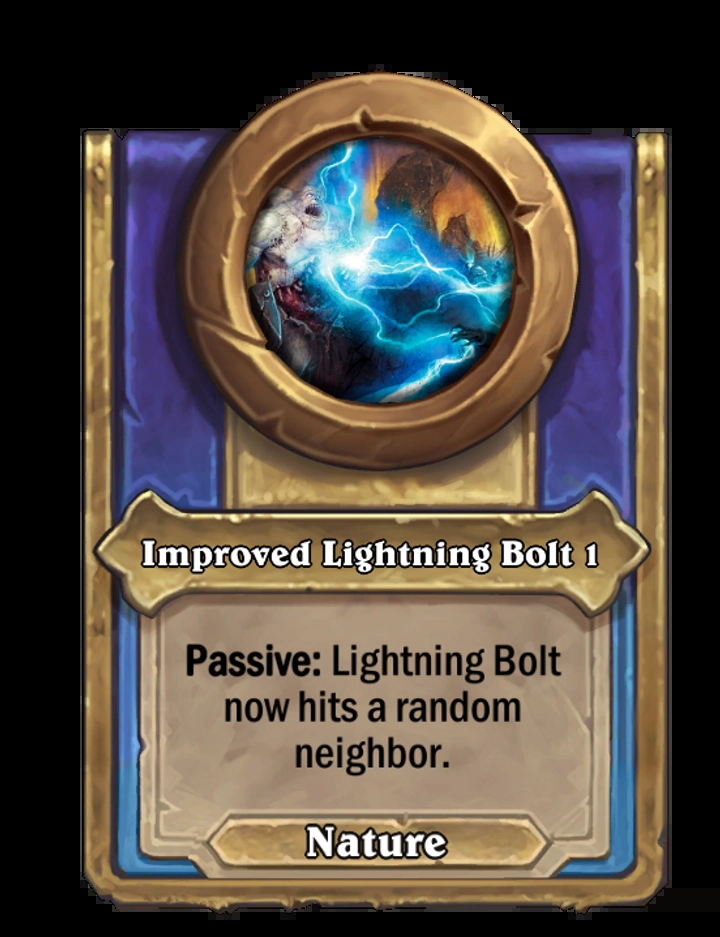 Improved Lightning Bolt 1
Passive: Lightning Bolt
now hits a random
neighbor.
Nature